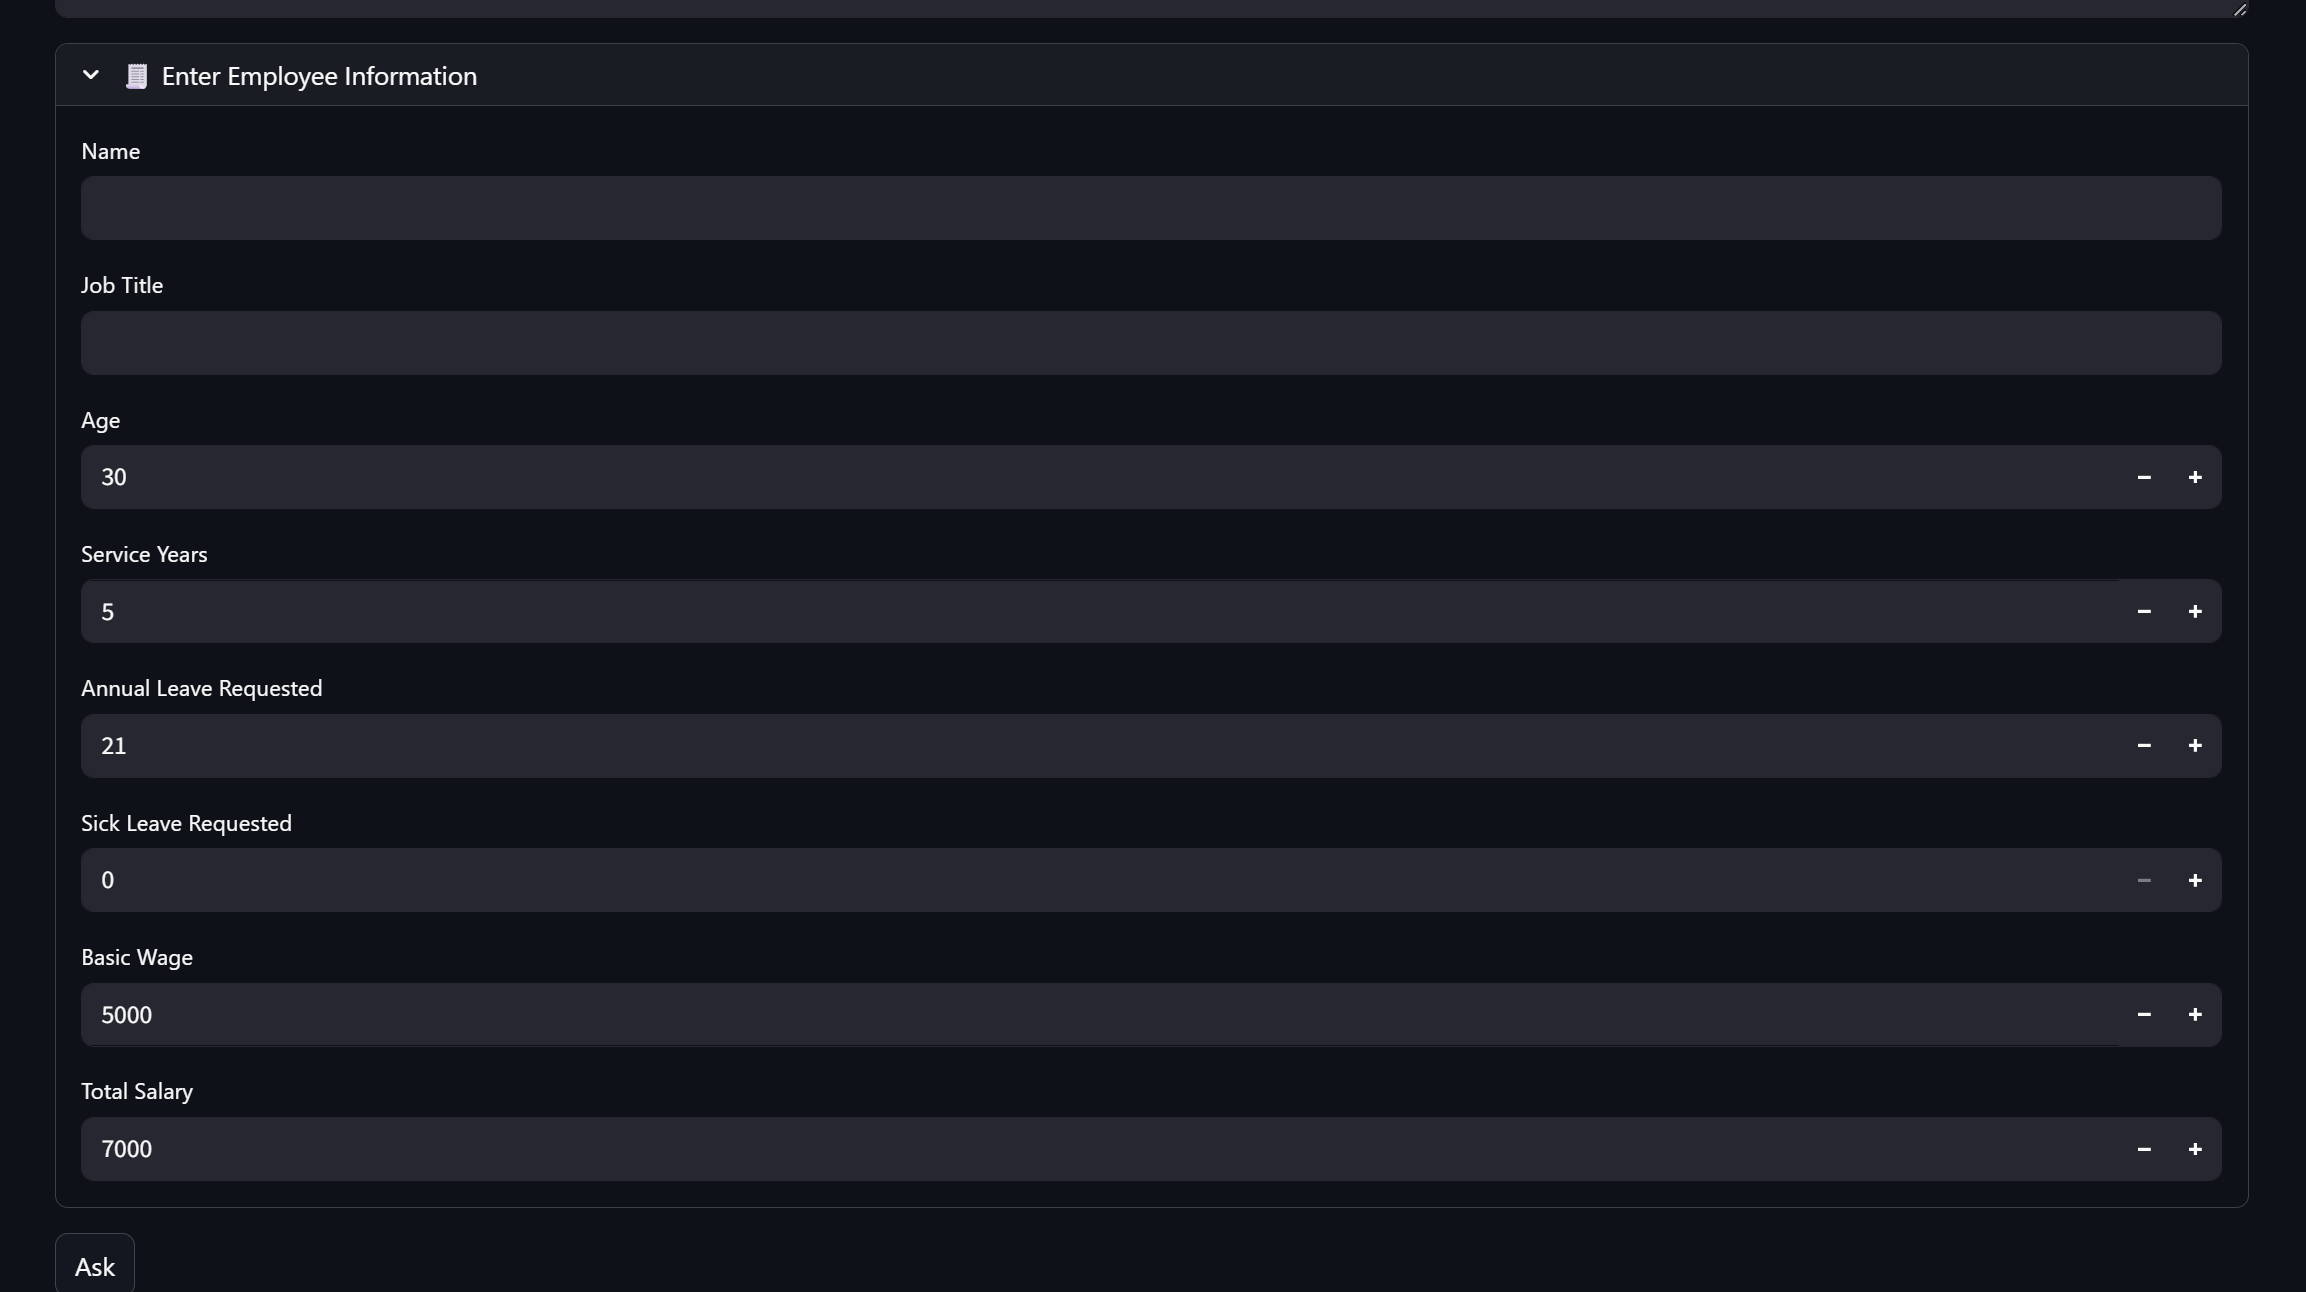 Enter Employee Information
Name
Job Title
Age
30
Service Years
5
Annual Leave Requested
21
Sick Leave Requested
0
Basic Wage
5000
Total Salary
7000
Ask